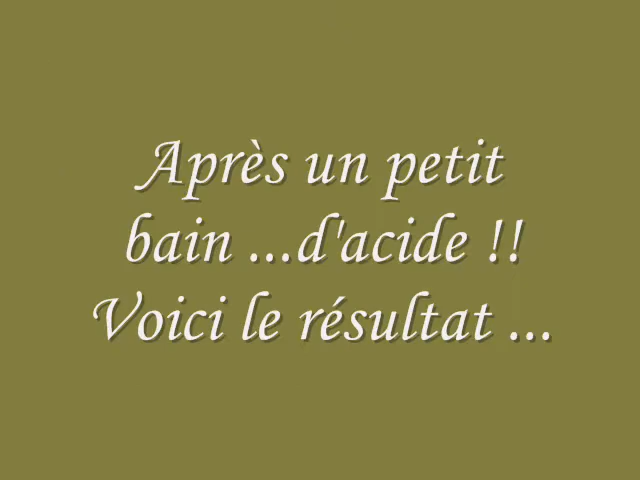 Après un petit
bain ...d'acide !!
Voici le résultat ...